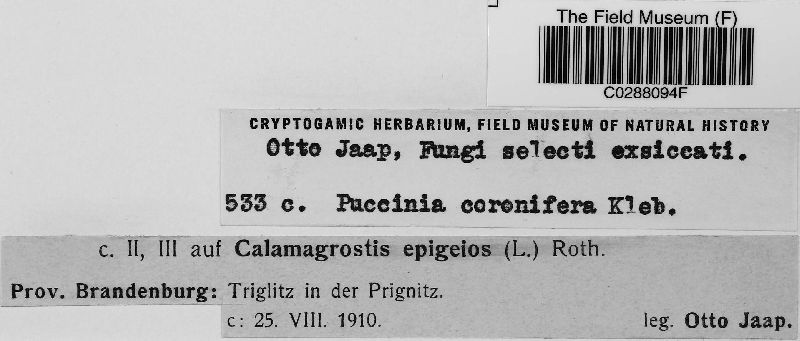 The Field Museum (F)
C0288094F
CRYPTOGAMIC HERBARIUM, FIELD MUSEUM OF NATURAL HISTORY
Otto Jaap, Fungi selecti exsiccati.
533 c. Puccinia coronifera Kleb.
c. II, III auf Calamagrostis epigeios (L.) Roth.
Prov. Brandenburg: Triglitz in der Prignitz.
c: 25. VIII. 1910. leg. Otto Jaap.